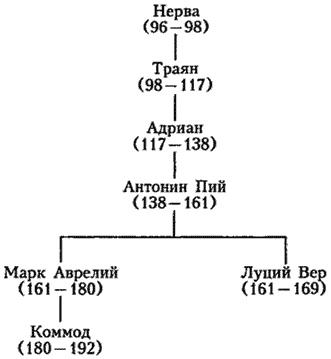 Нерва
(96—98)
Траян
(98—117)
Адриан
(117—138)
Антонин Пий
(138—161)
Марк Аврелий
(161—180)
Луций Вер
(161—169)
Коммод
(180—192)